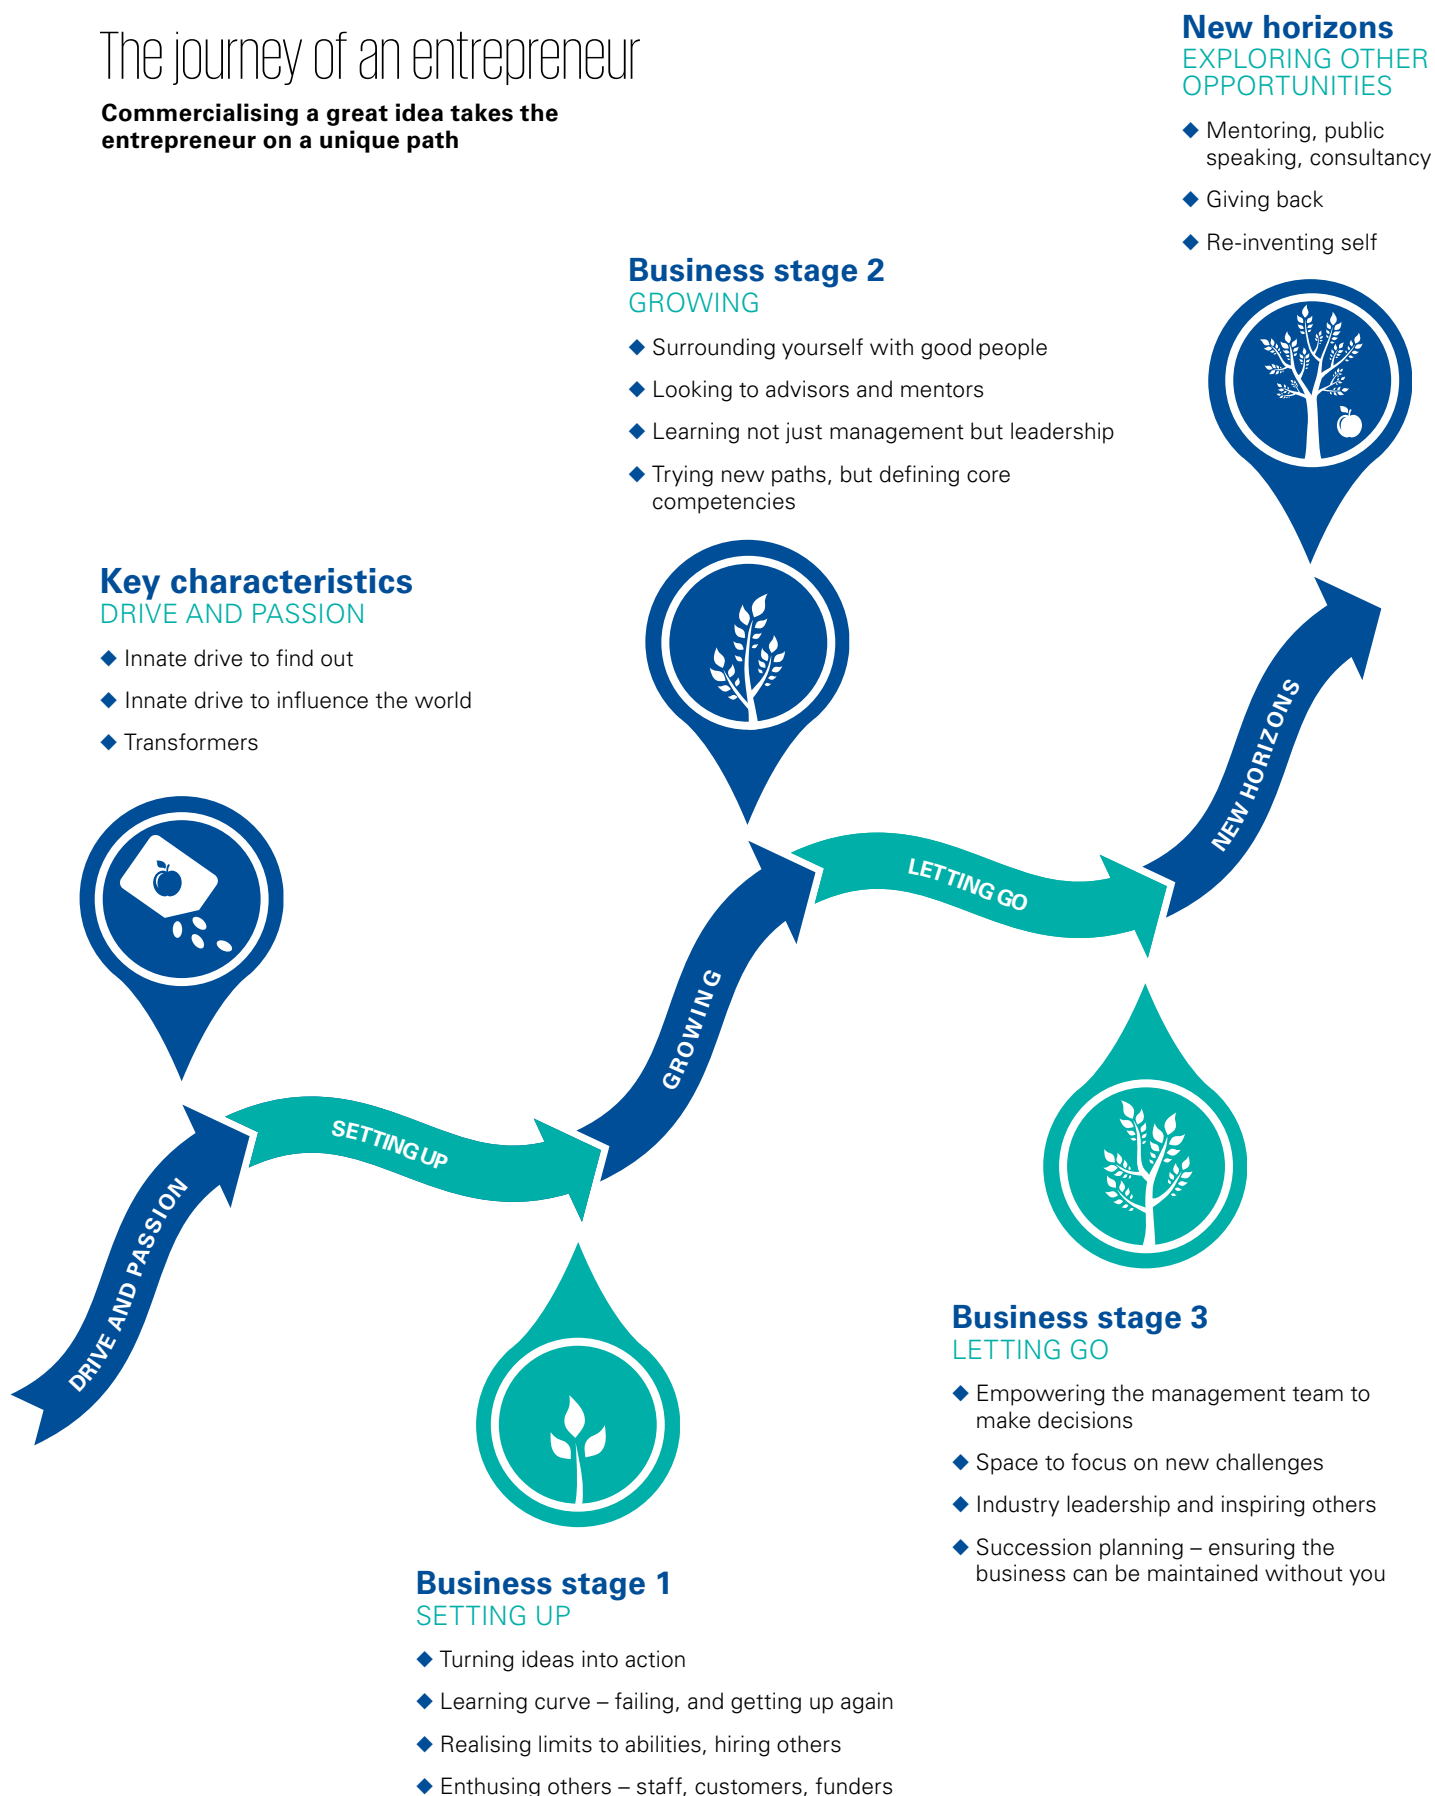 The journey of an entrepreneur
Commercialising a great idea takes the
entrepreneur on a unique path
Key characteristics
DRIVE AND PASSION
◆ Innate drive to find out
◆ Innate drive to influence the world
◆ Transformers
DRIVE AND PASSION
SETTING UP
Business stage 1
SETTING UP
◆ Turning ideas into action
◆ Learning curve – failing, and getting up again
◆ Realising limits to abilities, hiring others
◆ Enthusing others – staff, customers, funders
Business stage 2
GROWING
◆ Surrounding yourself with good people
◆ Looking to advisors and mentors
◆ Learning not just management but leadership
◆ Trying new paths, but defining core
competencies
GROWING
LETTING GO
Business stage 3
LETTING GO
◆ Empowering the management team to
make decisions
◆ Space to focus on new challenges
◆ Industry leadership and inspiring others
◆ Succession planning – ensuring the
business can be maintained without you
New horizons
EXPLORING OTHER
OPPORTUNITIES
◆ Mentoring, public
speaking, consultancy
◆ Giving back
◆ Re-inventing self
NEW HORIZONS